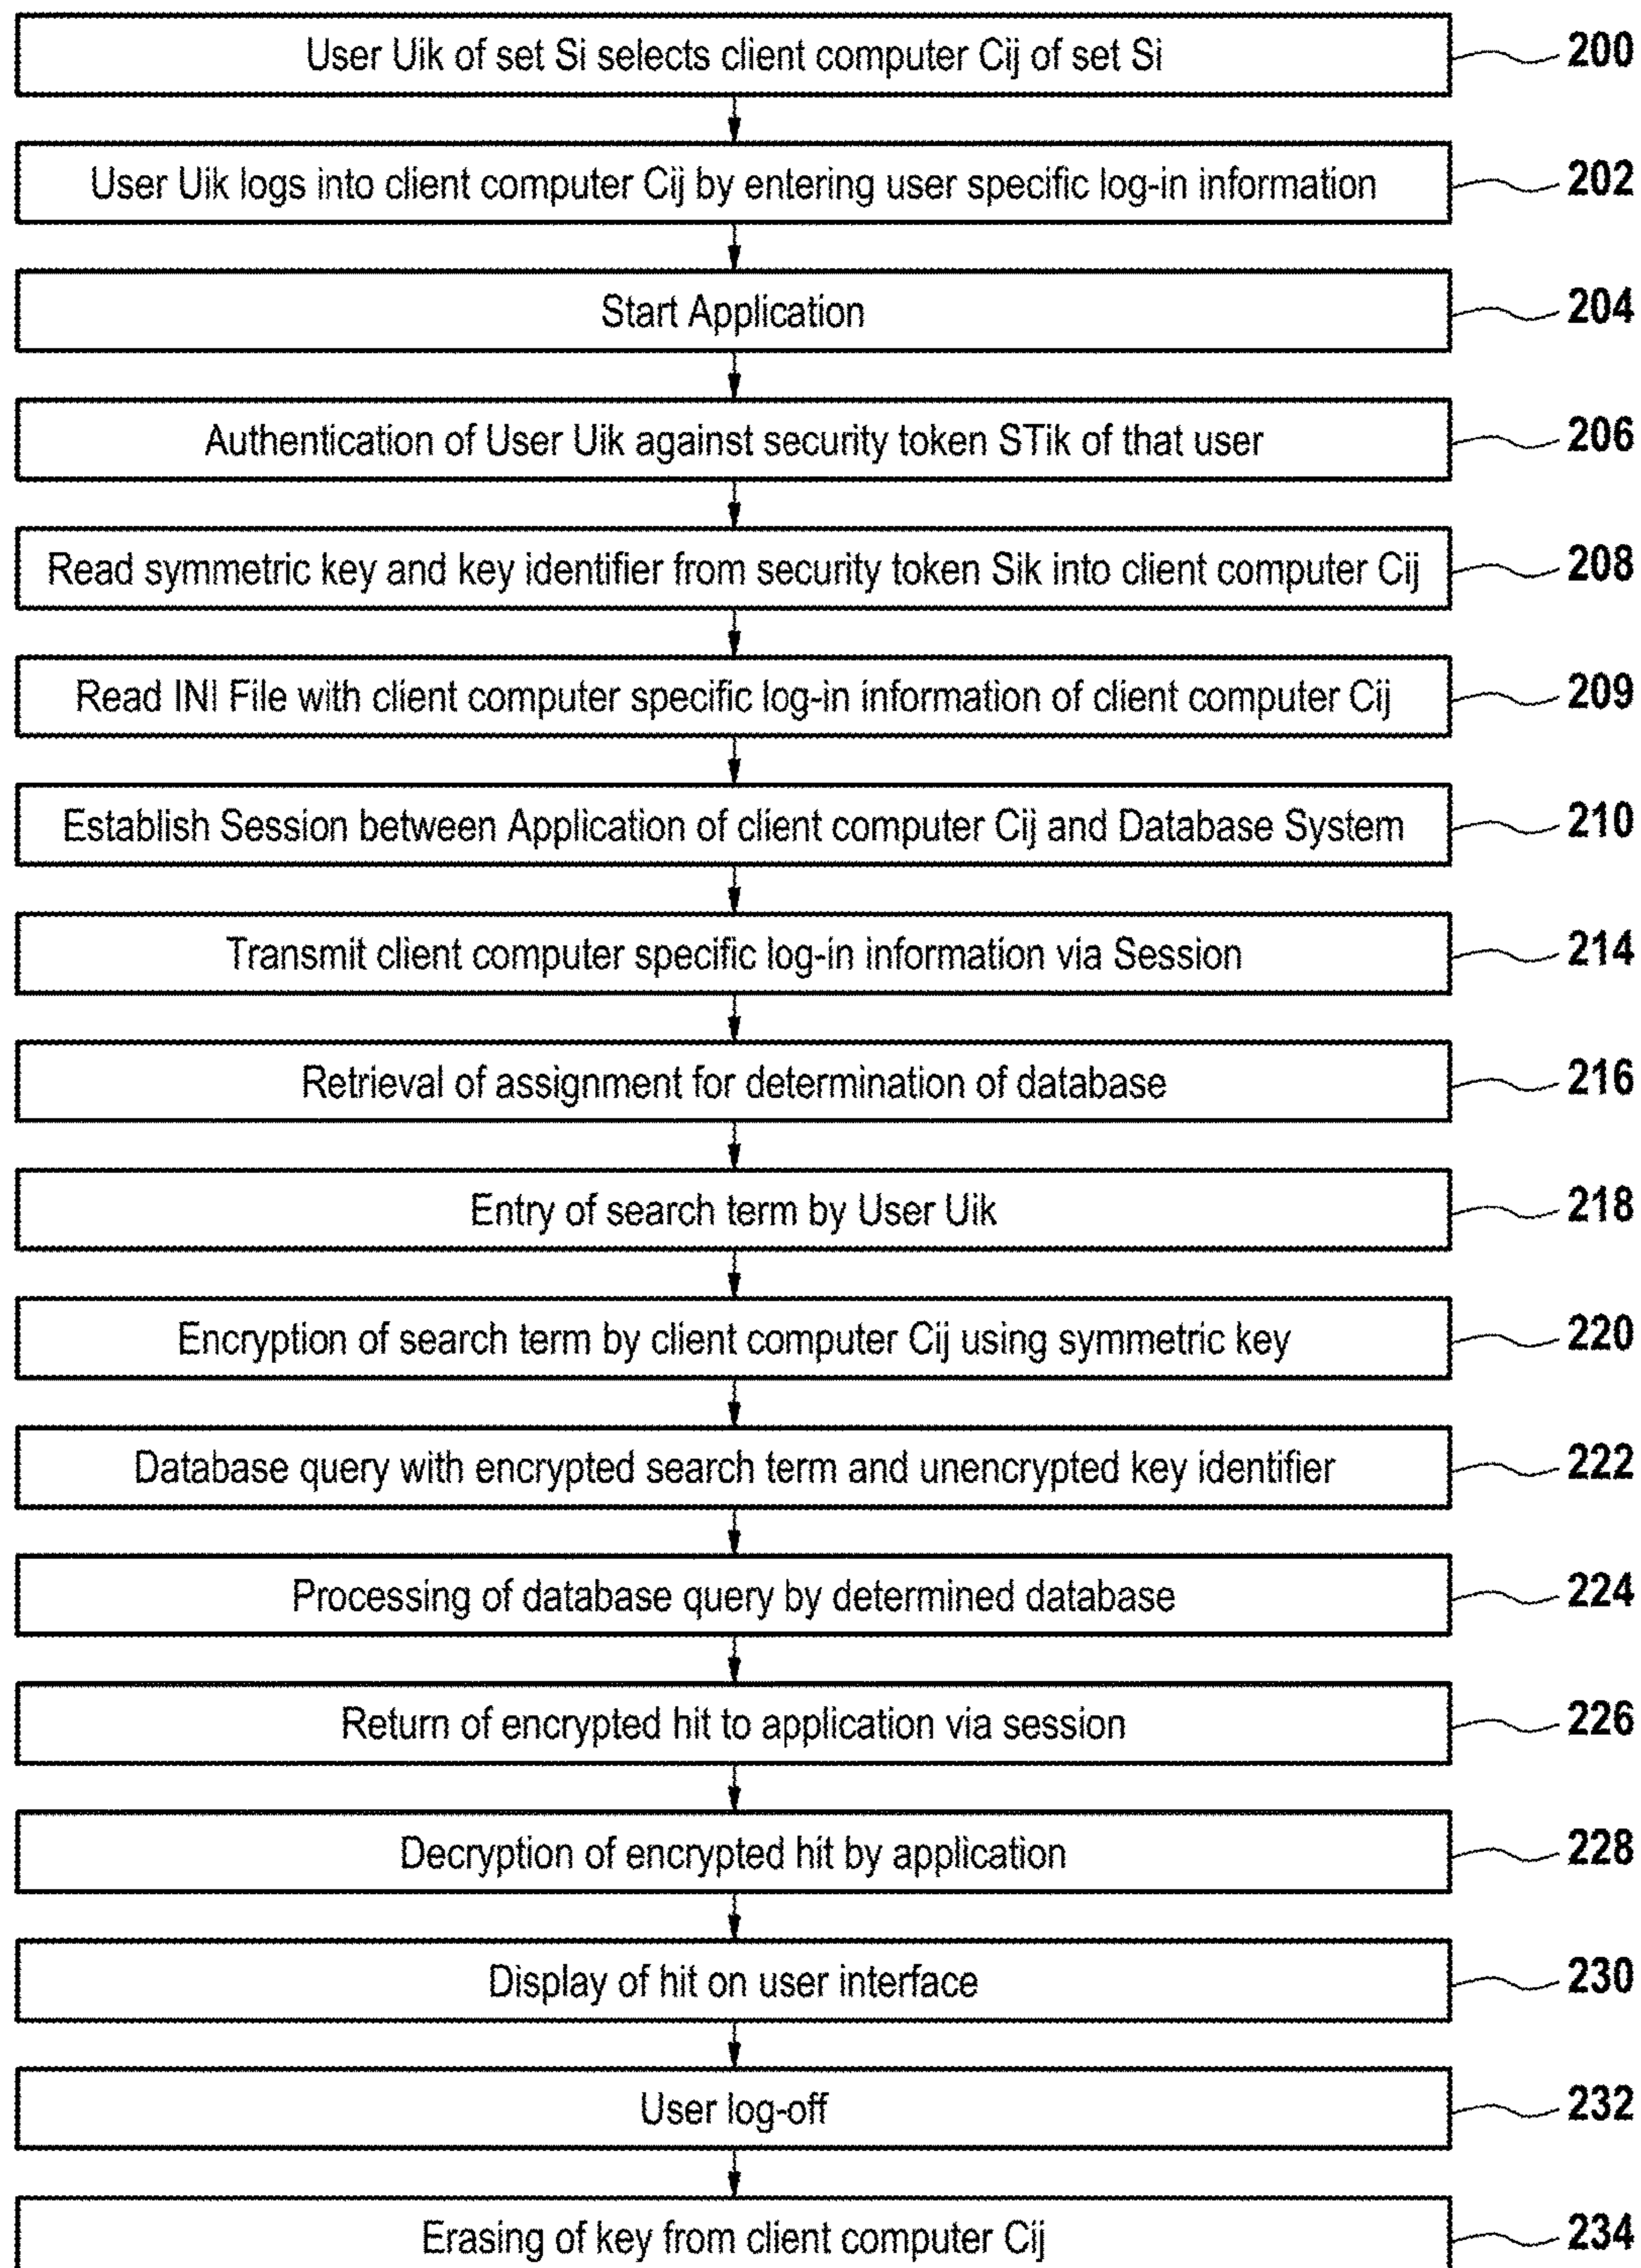 User Uik of set Si selects client computer Cij of set Si 200
User Uik logs into client computer Cij by entering user specific log-in information 202
Start Application 204
Authentication of User Uik against security token STik of that user 206
Read symmetric key and key identifier from security token Sik into client computer Cij 208
Read INI File with client computer specific log-in information of client computer Cij 209
Establish Session between Application of client computer Cij and Database System 210
Transmit client computer specific log-in information via Session 214
Retrieval of assignment for determination of database 216
Entry of search term by User Uik 218
Encryption of search term by client computer Cij using symmetric key 220
Database query with encrypted search term and unencrypted key identifier 222
Processing of database query by determined database 224
Return of encrypted hit to application via session 226
Decryption of encrypted hit by application 228
Display of hit on user interface 230
User log-off 232
Erasing of key from client computer Cij 234